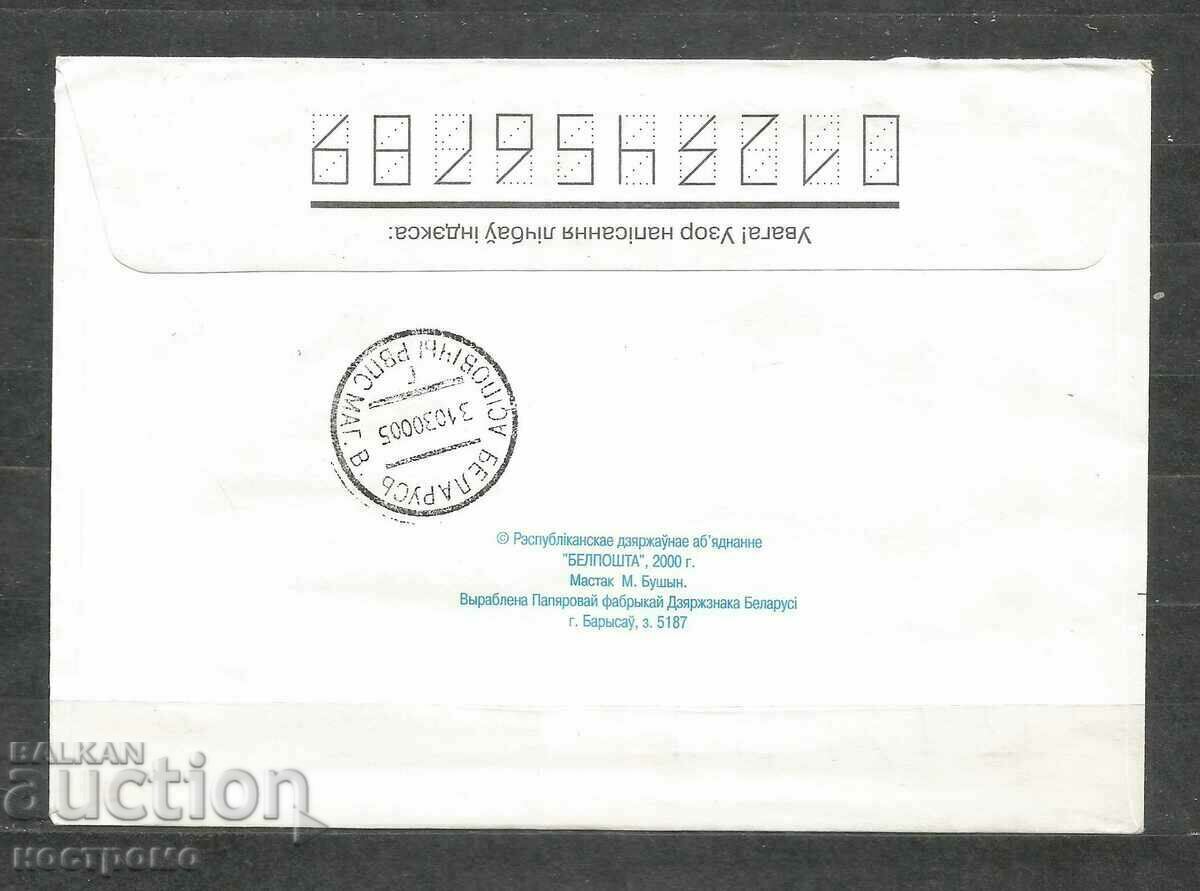 0123456789
Увага! Узор напісання лічбаў індэкса:
БЕЛАРУСЬ
АСІПОВІЧЫ РВПС МАГ. В.
Г
31030005
© Рэспубліканскае дзяржаўнае аб'яднанне
"БЕЛПОШТА", 2000 г.
Мастак М. Бушын.
Выраблена Папяровай фабрыкай Дзяржзнака Беларусі
г. Барысаў, з. 5187
BALKAN
auction
костромо